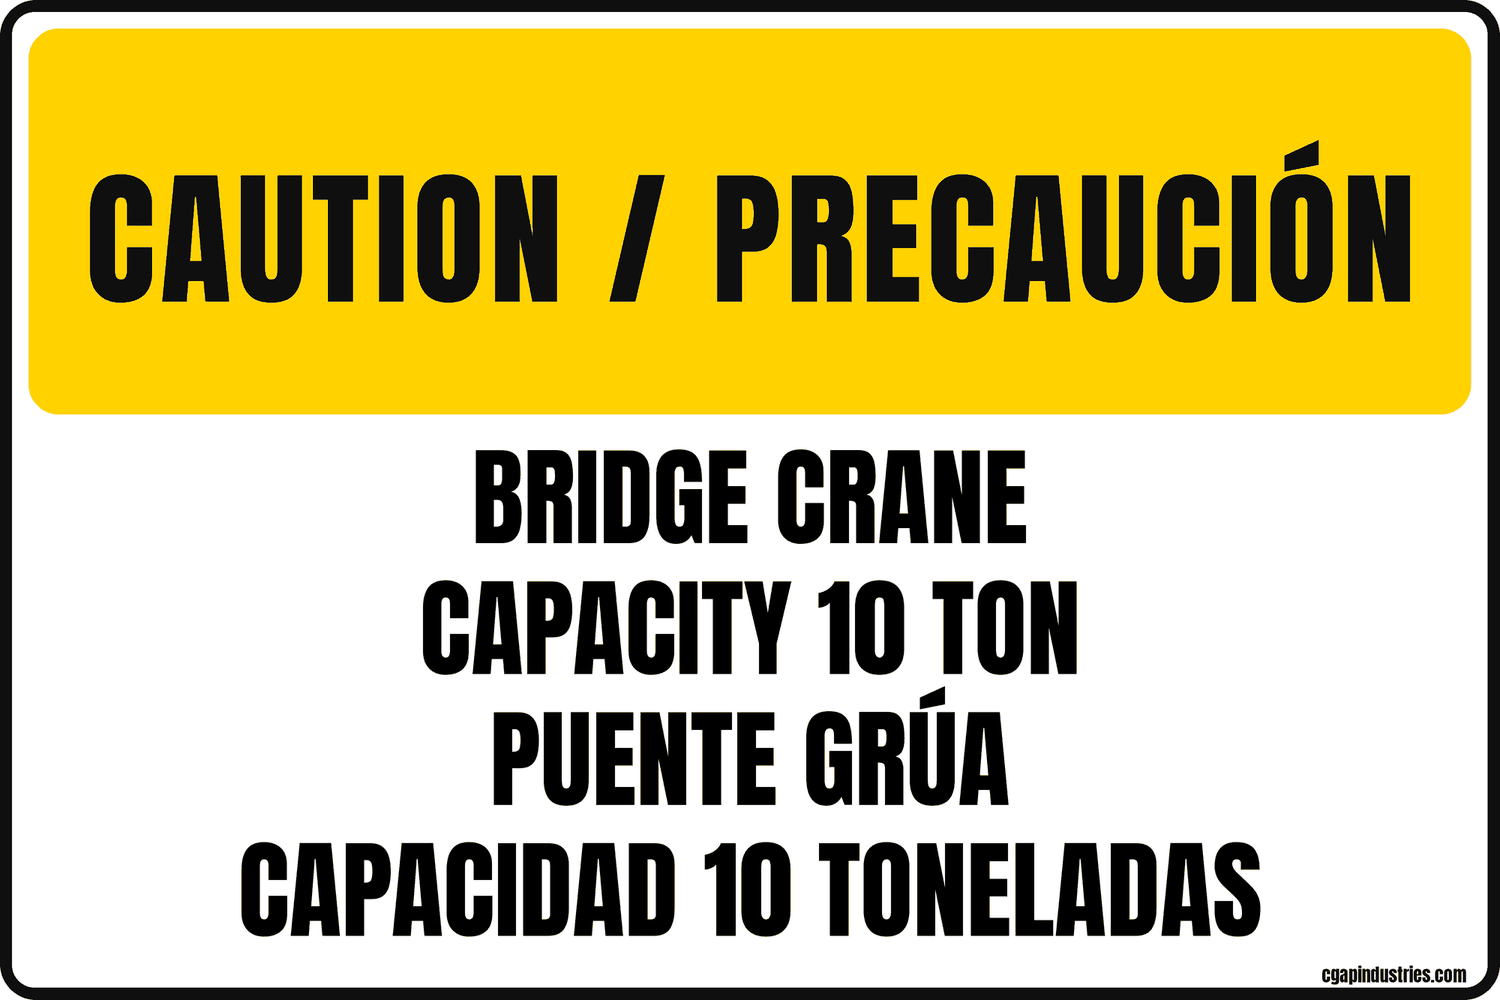 CAUTION / PRECAUCIÓN
BRIDGE CRANE
CAPACITY 10 TON
PUENTE GRÚA
CAPACIDAD 10 TONELADAS
cgapindustries.com